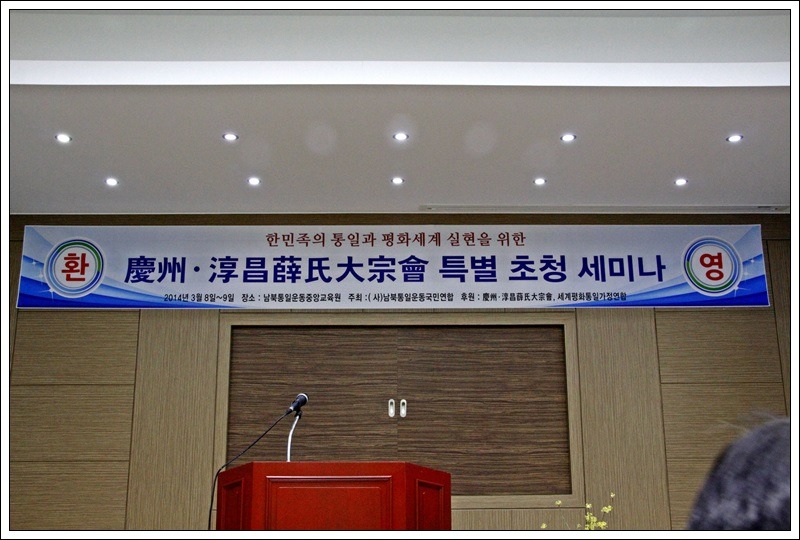 한민족의 통일과 평화세계 실현을 위한
환 慶州·淳昌薛氏大宗會 특별 초청 세미나 영
2014년 3월 8일~9일 장소 : 남북통일운동중앙교육원 주최 : (사)남북통일운동국민연합 후원 : 慶州·淳昌薛氏大宗會, 세계평화통일가정연합